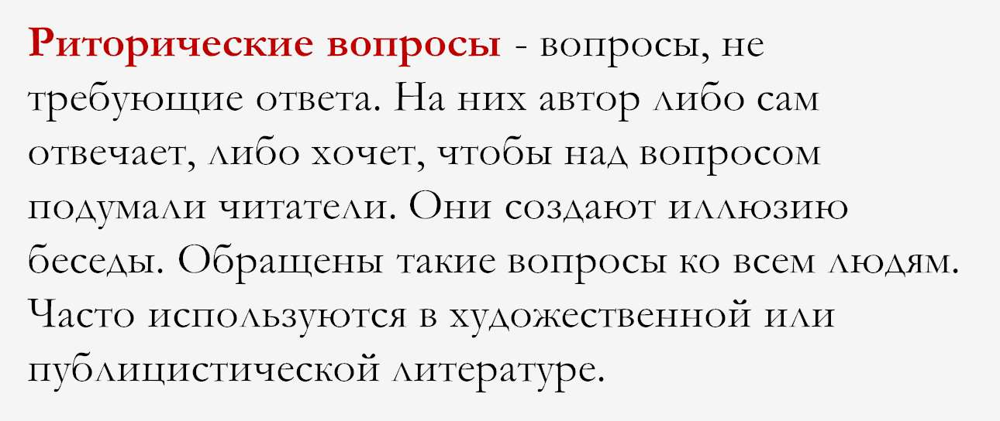 Риторические вопросы - вопросы, не
требующие ответа. На них автор либо сам
отвечает, либо хочет, чтобы над вопросом
подумали читатели. Они создают иллюзию
беседы. Обращены такие вопросы ко всем людям.
Часто используются в художественной или
публицистической литературе.